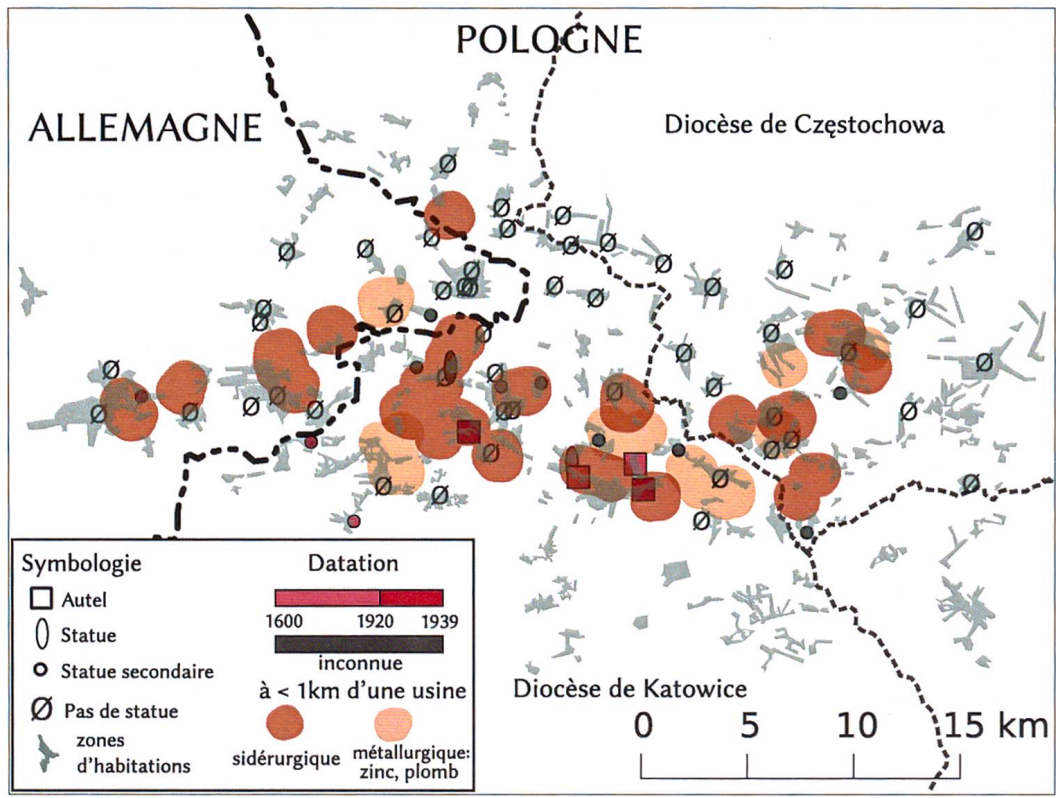 POLOGNE
ALLEMAGNE
Diocèse de Częstochowa
Symbologie
Autel
Statue
Statue secondaire
Pas de statue
zones
d'habitations
Datation
1600 1920 1939
inconnue
à < 1km d'une usine
sidérurgique
métallurgique:
zinc, plomb
Diocèse de Katowice
0 5 10 15 km